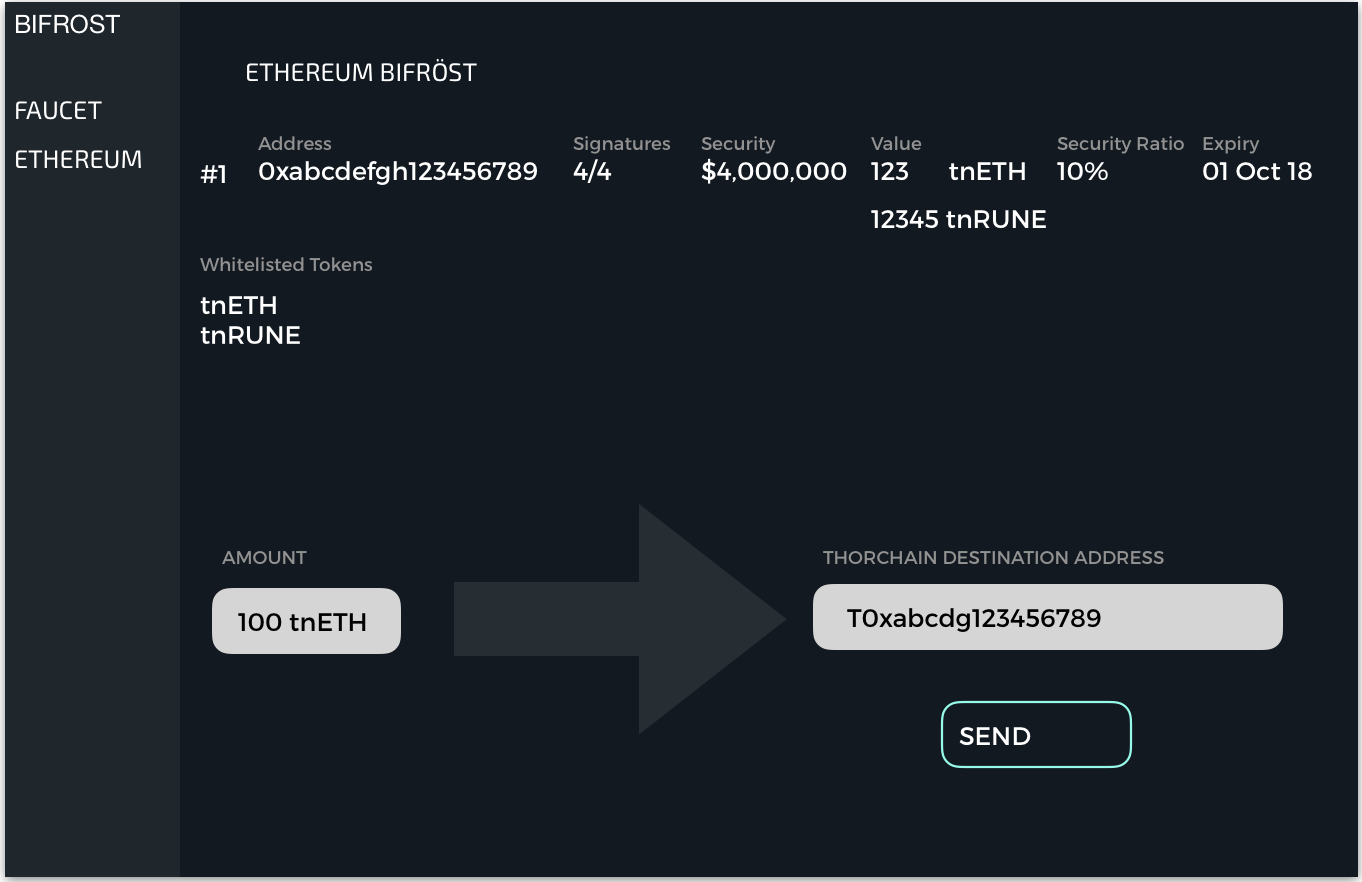 BIFROST
FAUCET
ETHEREUM
ETHEREUM BIFRÖST
Address Signatures Security Value Security Ratio Expiry
#1 0xabcdefgh123456789 4/4 $4,000,000 123 tnETH 10% 01 Oct 18
12345 tnRUNE
Whitelisted Tokens
tnETH
tnRUNE
AMOUNT THORCHAIN DESTINATION ADDRESS
100 tnETH T0xabcdg123456789
SEND